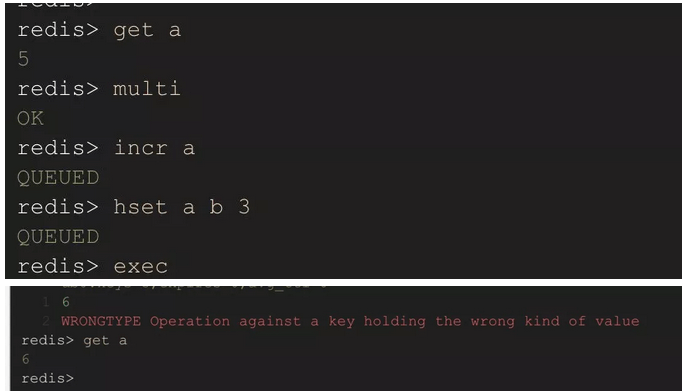 redis> get a
5
redis> multi
OK
redis> incr a
QUEUED
redis> hset a b 3
QUEUED
redis> exec
1 6
2 WRONGTYPE Operation against a key holding the wrong kind of value
redis> get a
6
redis>